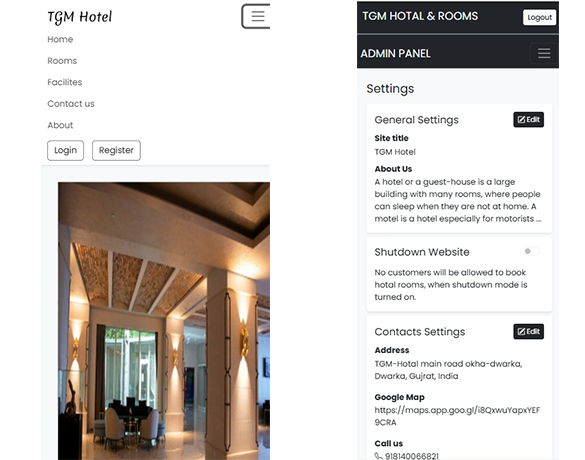 TGM Hotel
Home
Rooms
Facilites
Contact us
About
Login
Register
TGM HOTAL & ROOMS
Logout
ADMIN PANEL
Settings
General Settings
Edit
Site title
TGM Hotel
About Us
A hotel or a guest-house is a large
building with many rooms, where people
can sleep when they are not at home. A
motel is a hotel especially for motorists ...
Shutdown Website
No customers will be allowed to book
hotal rooms, when shutdown mode is
turned on.
Contacts Settings
Edit
Address
TGM-Hotal main road okha-dwarka,
Dwarka, Gujrat, India
Google Map
https://maps.app.goo.gl/i8QxwuYapxYEF
9CRA
Call us
918140066821